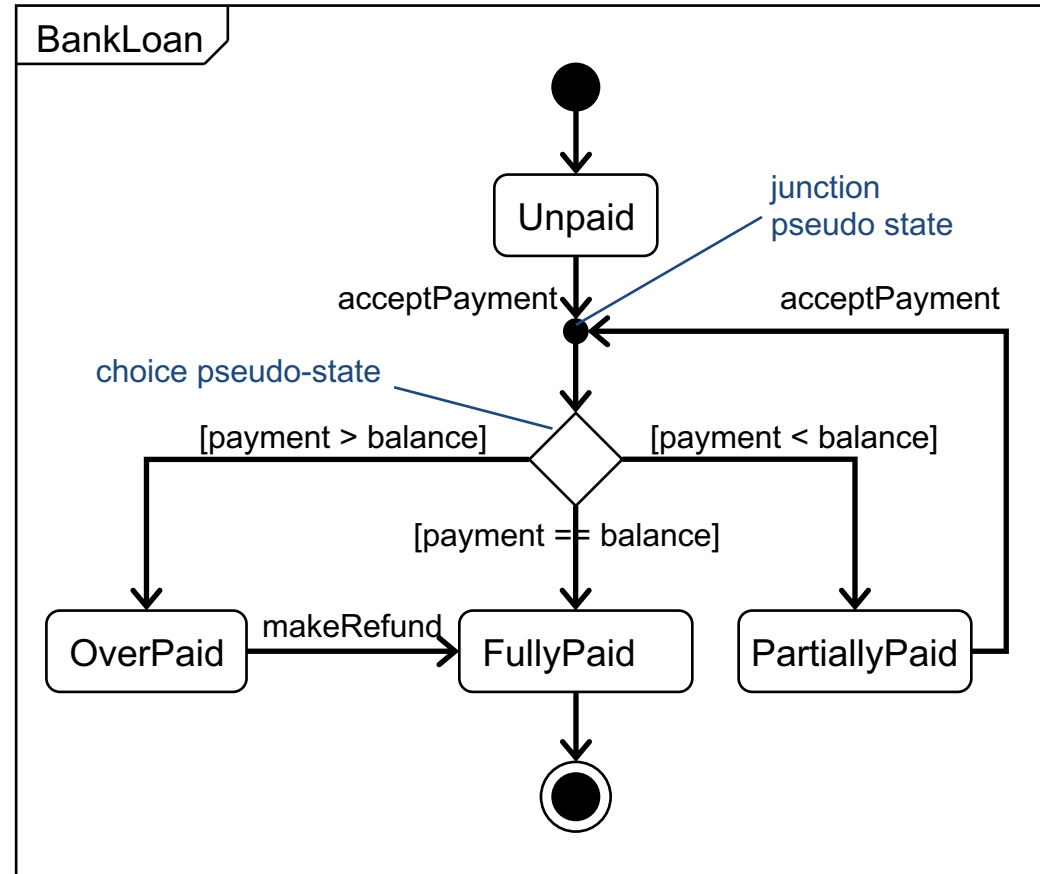 BankLoan
Unpaid
junction
pseudo state
acceptPayment
acceptPayment
choice pseudo-state
[payment > balance]
[payment < balance]
[payment == balance]
OverPaid
makeRefund
FullyPaid
PartiallyPaid